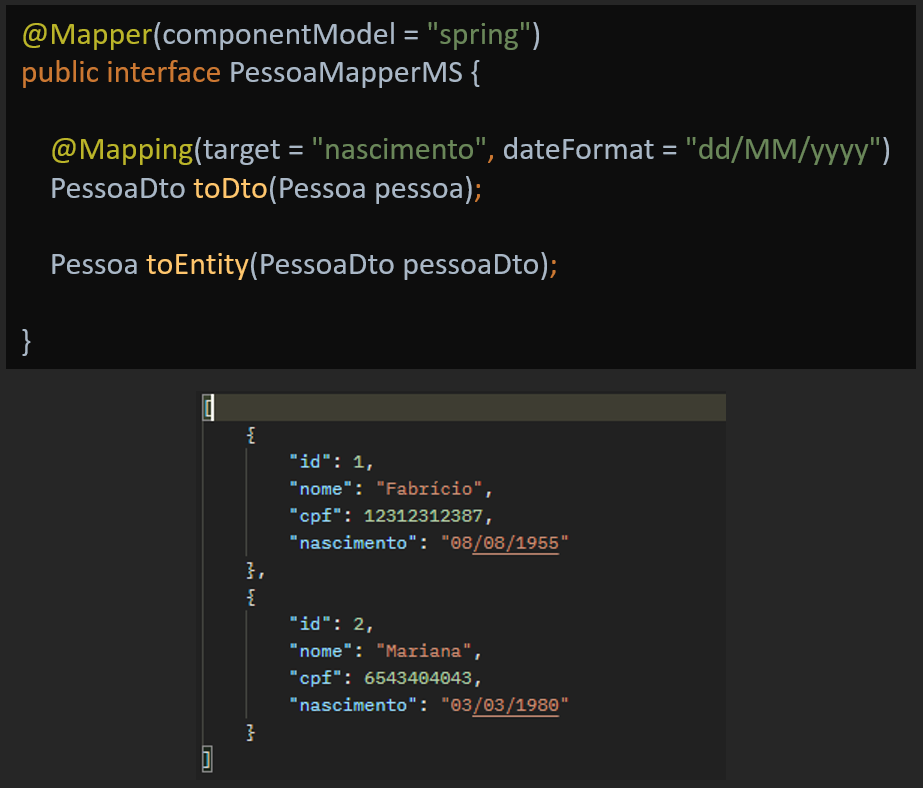 @Mapper(componentModel = "spring")
public interface PessoaMapperMS {
@Mapping(target = "nascimento", dateFormat = "dd/MM/yyyy")
PessoaDto toDto(Pessoa pessoa);
Pessoa toEntity(PessoaDto pessoaDto);
}
[
{
"id": 1,
"nome": "Fabrício",
"cpf": 12312312387,
"nascimento": "08/08/1955"
},
{
"id": 2,
"nome": "Mariana",
"cpf": 6543404043,
"nascimento": "03/03/1980"
}
]